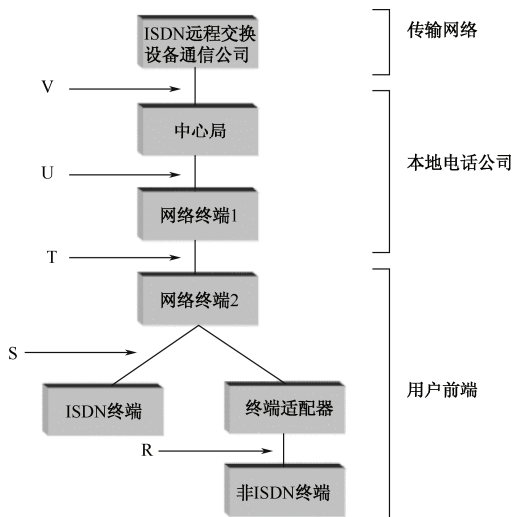 ISDN远程交换
设备通信公司
传输网络
V
中心局
本地电话公司
U
网络终端1
T
网络终端2
S
ISDN终端
终端适配器
用户前端
R
非ISDN终端